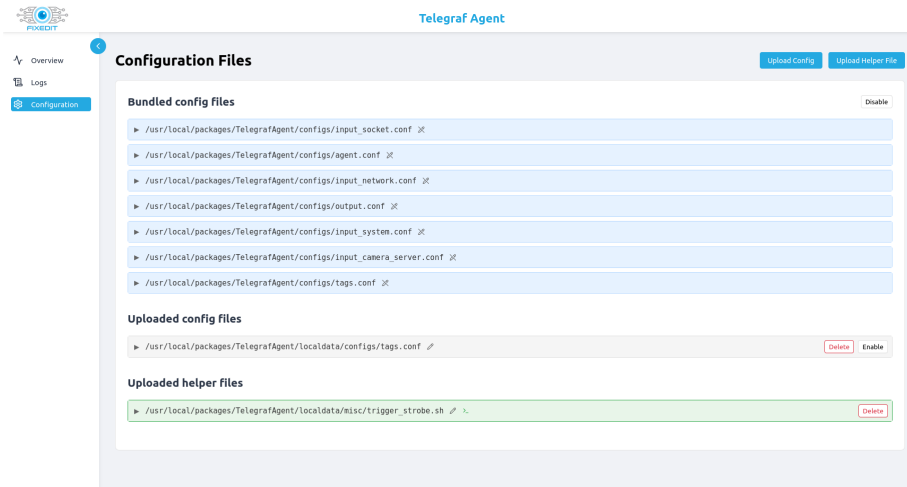 FIXEDIT
Telegraf Agent
Overview
Logs
Configuration
Configuration Files
Upload Config
Upload Helper File
Bundled config files
Disable
/usr/local/packages/TelegrafAgent/configs/input_socket.conf
/usr/local/packages/TelegrafAgent/configs/agent.conf
/usr/local/packages/TelegrafAgent/configs/input_network.conf
/usr/local/packages/TelegrafAgent/configs/output.conf
/usr/local/packages/TelegrafAgent/configs/input_system.conf
/usr/local/packages/TelegrafAgent/configs/input_camera_server.conf
/usr/local/packages/TelegrafAgent/configs/tags.conf
Uploaded config files
/usr/local/packages/TelegrafAgent/localdata/configs/tags.conf
Delete
Enable
Uploaded helper files
/usr/local/packages/TelegrafAgent/localdata/misc/trigger_strobe.sh
Delete